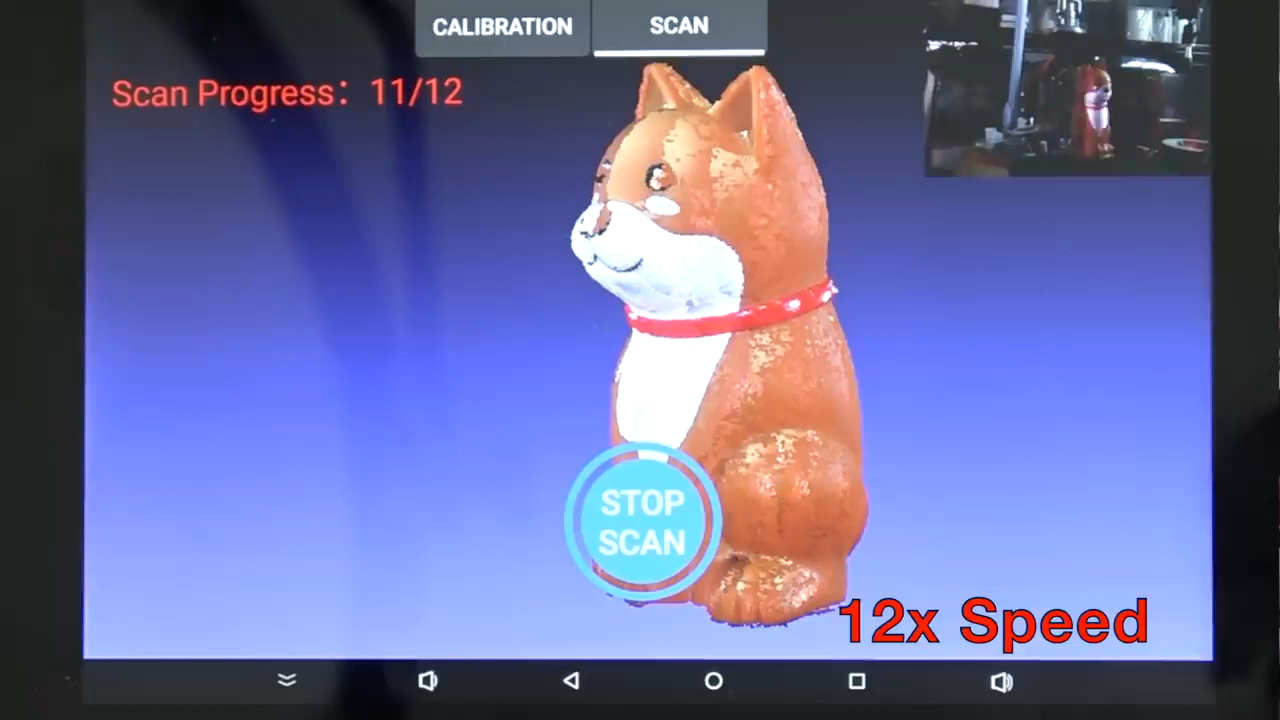 CALIBRATION
SCAN
Scan Progress: 11/12
STOP
SCAN
12x Speed